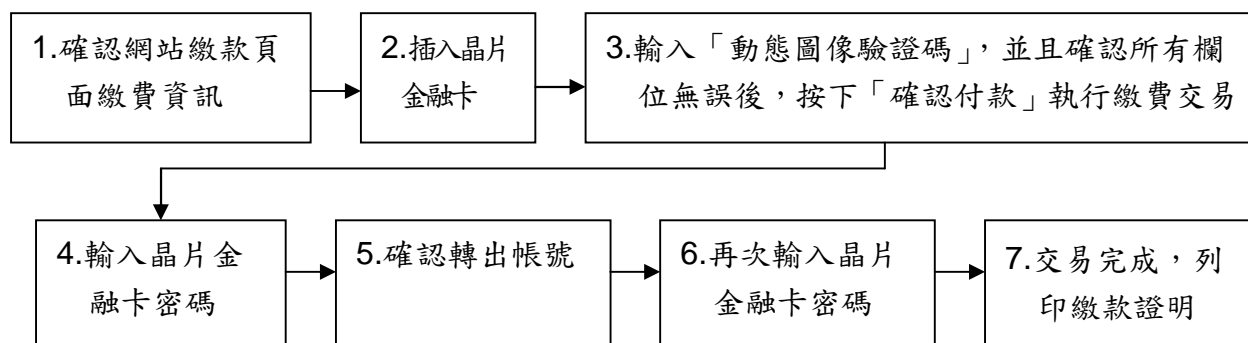 1.確認網站繳款頁
面繳費資訊
2.插入晶片
金融卡
3.輸入「動態圖像驗證碼」,並且確認所有欄
位無誤後,按下「確認付款」執行繳費交易
4.輸入晶片金
融卡密碼
5.確認轉出帳號
6.再次輸入晶片
金融卡密碼
7.交易完成,列
印繳款證明